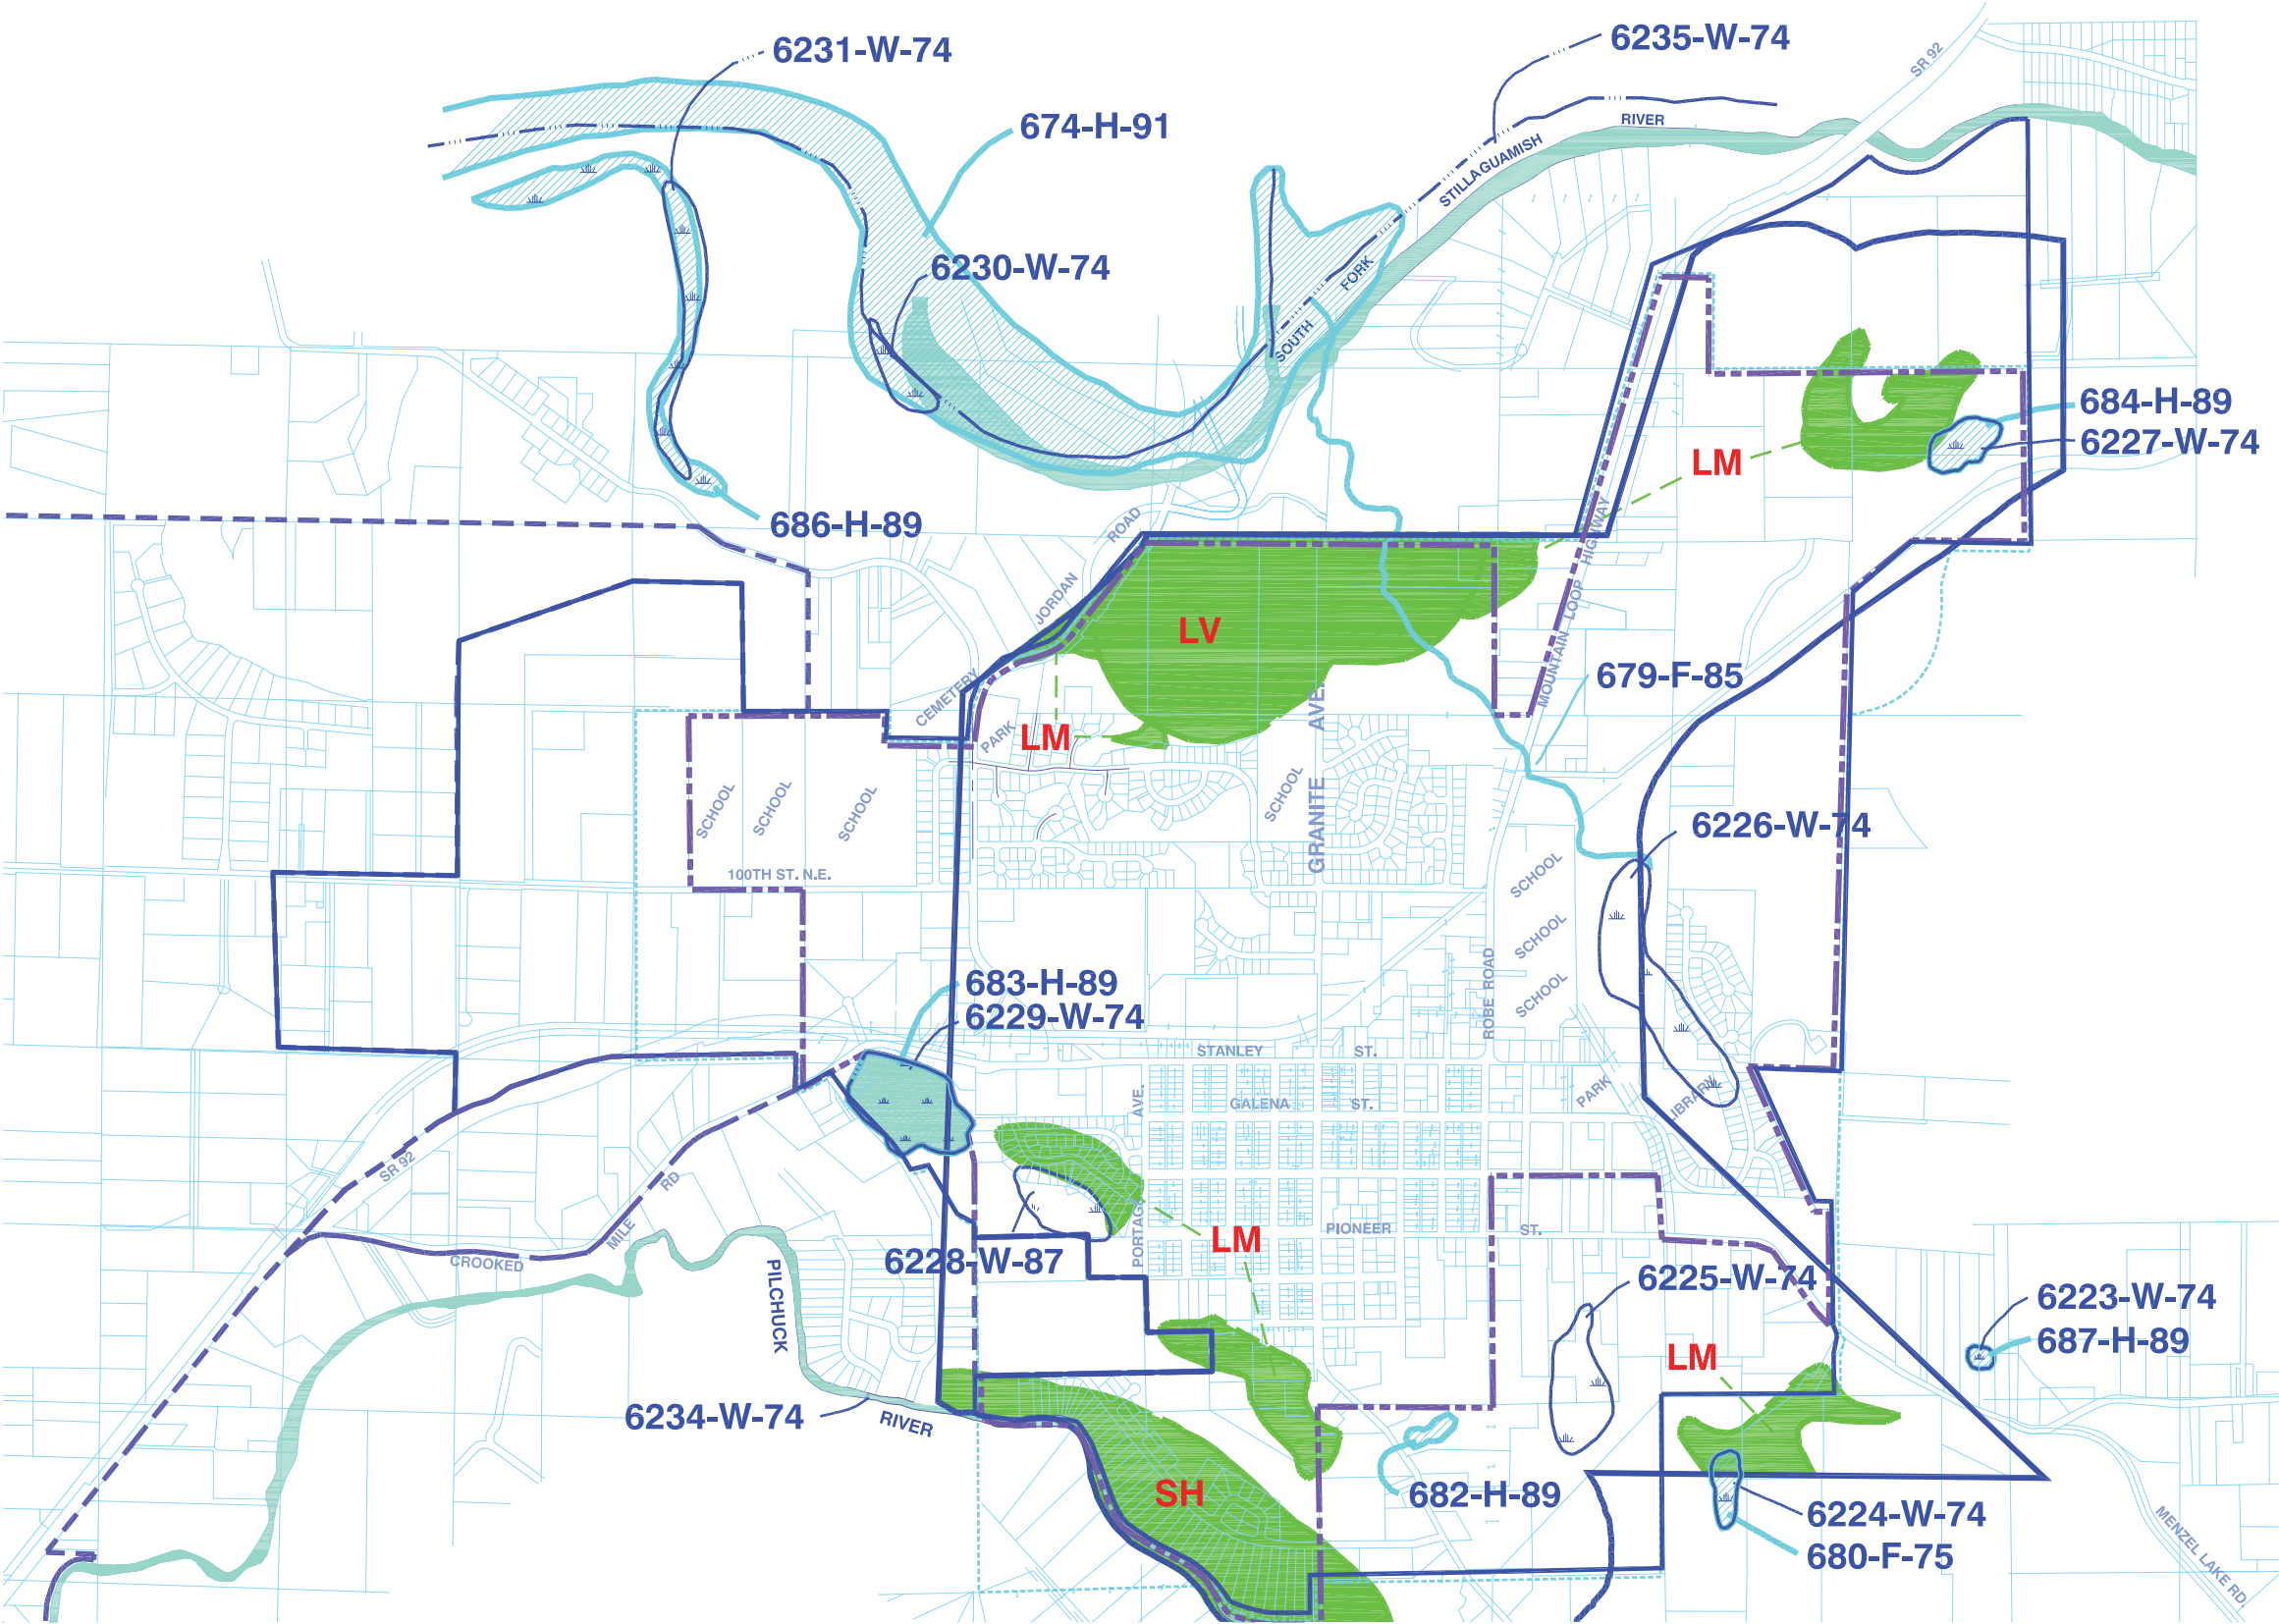 6231-W-74
6235-W-74
SR 92
674-H-91
RIVER
STILLAGUAMISH
FORK
SOUTH
6230-W-74
684-H-89
6227-W-74
LM
686-H-89
ROAD
HIGHWAY
LOOP
MOUNTAIN
JORDAN
LV
679-F-85
CEMETERY
PARK
LM
GRANITE AVE.
SCHOOL
SCHOOL
SCHOOL
SCHOOL
6226-W-74
100TH ST. N.E.
SCHOOL
SCHOOL
SCHOOL
ROBE ROAD
683-H-89
6229-W-74
STANLEY ST.
GALENA ST.
PARK
LIBRARY
PORTAGE AVE.
SR 92
CROOKED MILE RD
PIONEER ST.
LM
6228-W-87
6225-W-74
6223-W-74
687-H-89
PILCHUCK
RIVER
LM
6234-W-74
SH
682-H-89
6224-W-74
680-F-75
MENZEL LAKE RD.